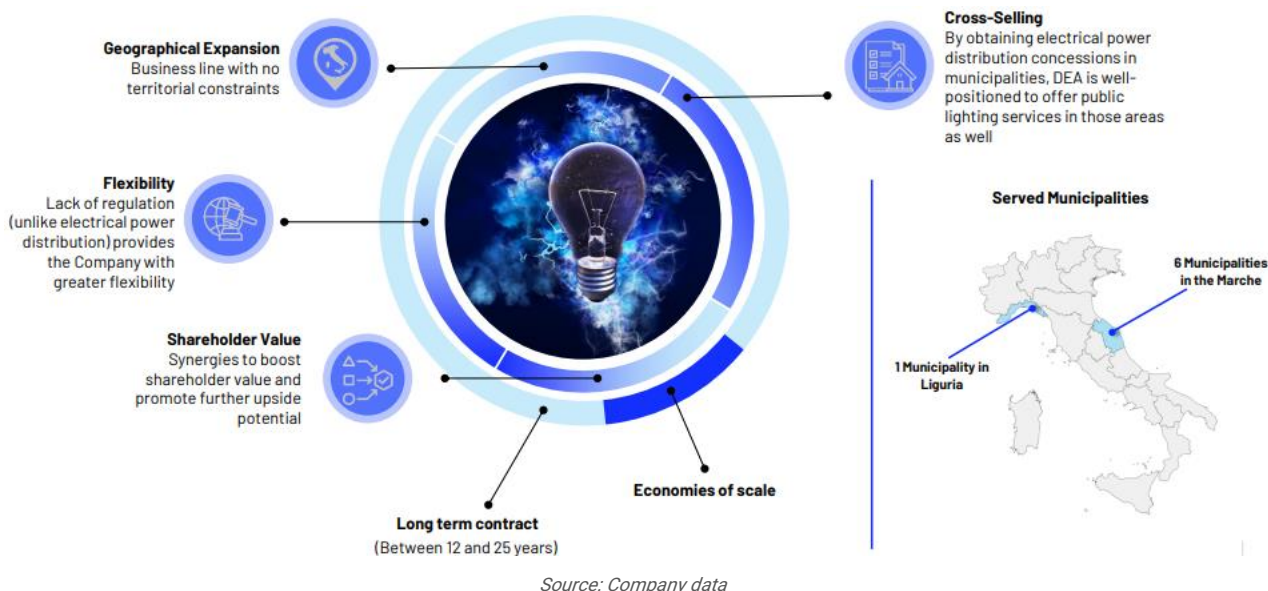 Geographical Expansion
Business line with no
territorial constraints
Flexibility
Lack of regulation
(unlike electrical power
distribution) provides
the Company with
greater flexibility
Shareholder Value
Synergies to boost
shareholder value and
promote further upside
potential
Long term contract
(Between 12 and 25 years)
Economies of scale
Cross-Selling
By obtaining electrical power
distribution concessions in
municipalities, DEA is well-
positioned to offer public
lighting services in those areas
as well
Served Municipalities
6 Municipalities
in the Marche
1 Municipality in
Liguria
Source: Company data